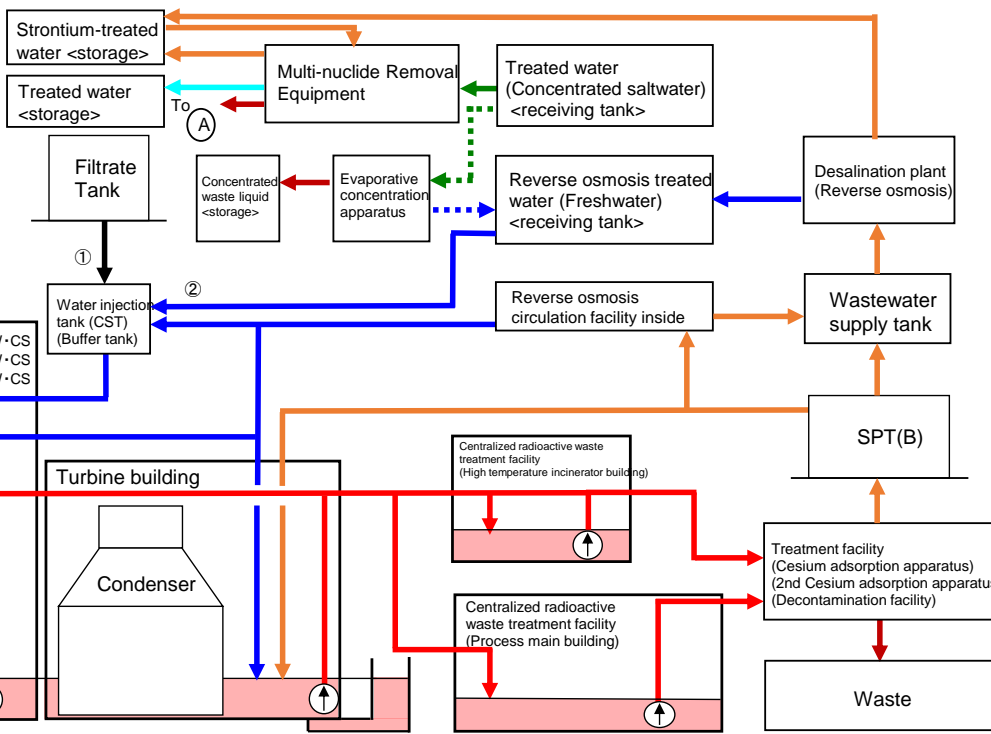 Strontium-treated
water <storage>
Treated water
<storage>
To
A
Multi-nuclide Removal
Equipment
Treated water
(Concentrated saltwater)
<receiving tank>
Filtrate
Tank
Concentrated
waste liquid
<storage>
Evaporative
concentration
apparatus
Reverse osmosis treated
water (Freshwater)
<receiving tank>
Desalination plant
(Reverse osmosis)
①
②
Water injection
tank (CST)
(Buffer tank)
Reverse osmosis
circulation facility inside
Wastewater
supply tank
・CS
・CS
・CS
SPT(B)
Turbine building
Condenser
Centralized radioactive waste
treatment facility
(High temperature incinerator building)
Centralized radioactive
waste treatment facility
(Process main building)
Treatment facility
(Cesium adsorption apparatus)
(2nd Cesium adsorption apparatus
(Decontamination facility)
Waste